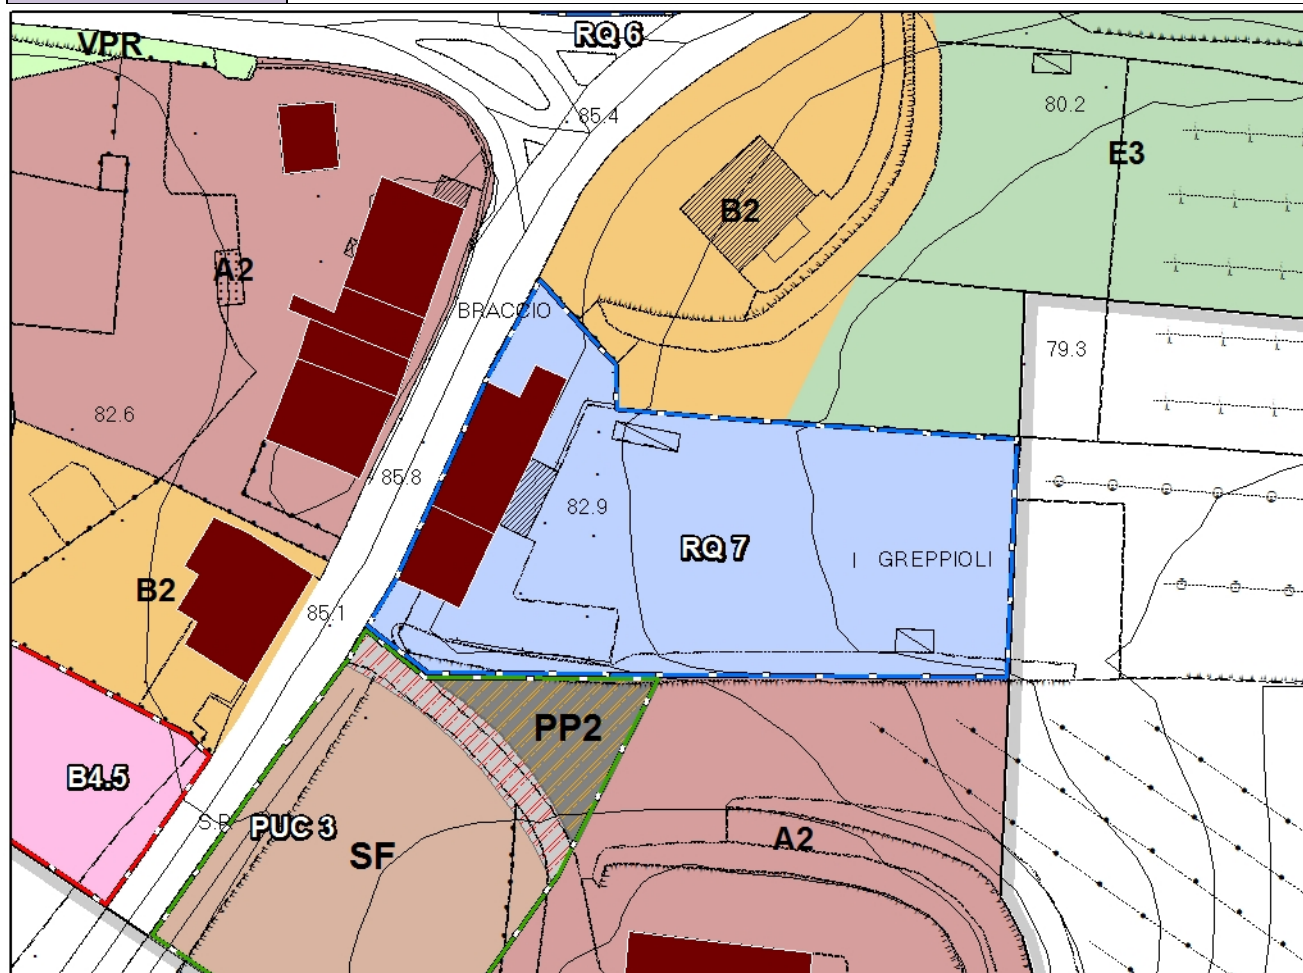 RQ 6
VPR
85.4
80.2
E3
B2
A2
BRACCIO
79.3
82.6
85.8
82.9
RQ 7
I GREPPIOLI
B2
85.1
PP2
B4.5
S.R.
PUC 3
A2
SF